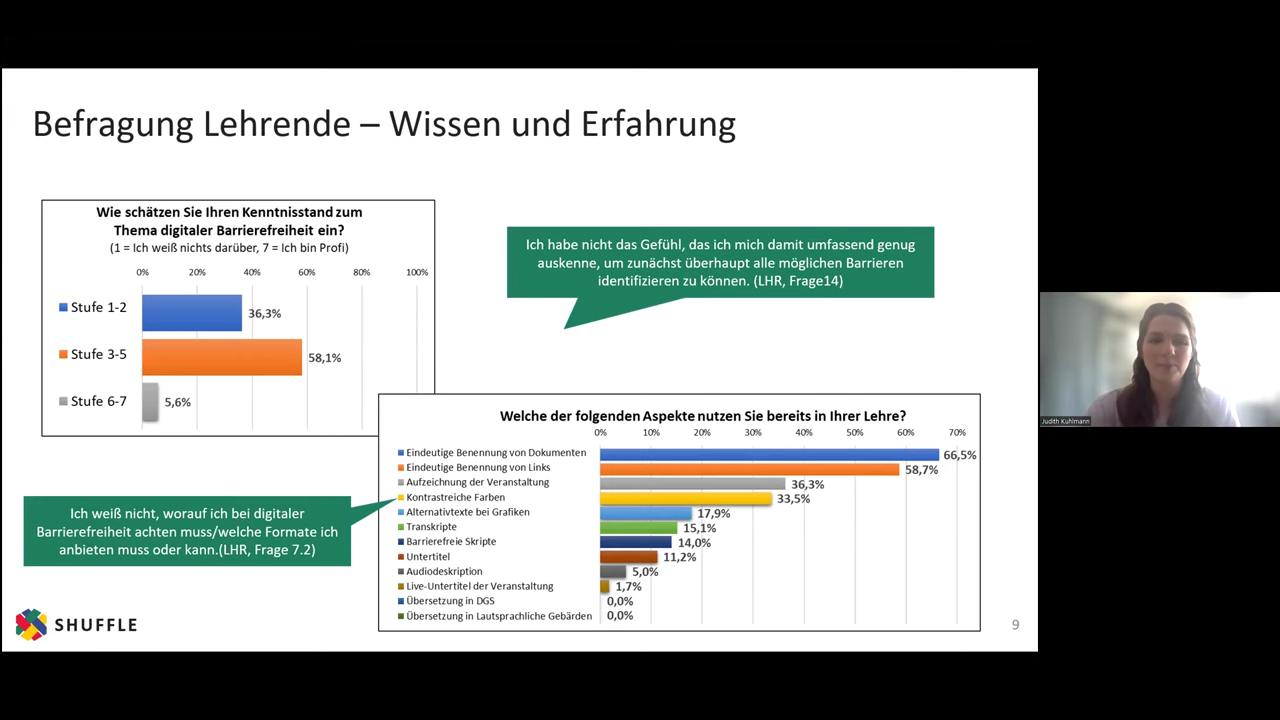 Befragung Lehrende – Wissen und Erfahrung
Wie schätzen Sie Ihren Kenntnisstand zum
Thema digitaler Barrierefreiheit ein?
(1 = Ich weiß nichts darüber, 7 = Ich bin Profi)
0% 20% 40% 60% 80% 100%
Stufe 1-2 36,3%
Stufe 3-5 58,1%
Stufe 6-7 5,6%
Ich habe nicht das Gefühl, das ich mich damit umfassend genug
auskenne, um zunächst überhaupt alle möglichen Barrieren
identifizieren zu können. (LHR, Frage14)
Welche der folgenden Aspekte nutzen Sie bereits in Ihrer Lehre?
0% 10% 20% 30% 40% 50% 60% 70%
Eindeutige Benennung von Dokumenten 66,5%
Eindeutige Benennung von Links 58,7%
Aufzeichnung der Veranstaltung 36,3%
Kontrastreiche Farben 33,5%
Alternativtexte bei Grafiken 17,9%
Transkripte 15,1%
Barrierefreie Skripte 14,0%
Untertitel 11,2%
Audiodeskription 5,0%
Live-Untertitel der Veranstaltung 1,7%
Übersetzung in DGS 0,0%
Übersetzung in Lautsprachliche Gebärden 0,0%
Ich weiß nicht, worauf ich bei digitaler
Barrierefreiheit achten muss/welche Formate ich
anbieten muss oder kann.(LHR, Frage 7.2)
SHUFFLE
9
Judith Kuhlmann